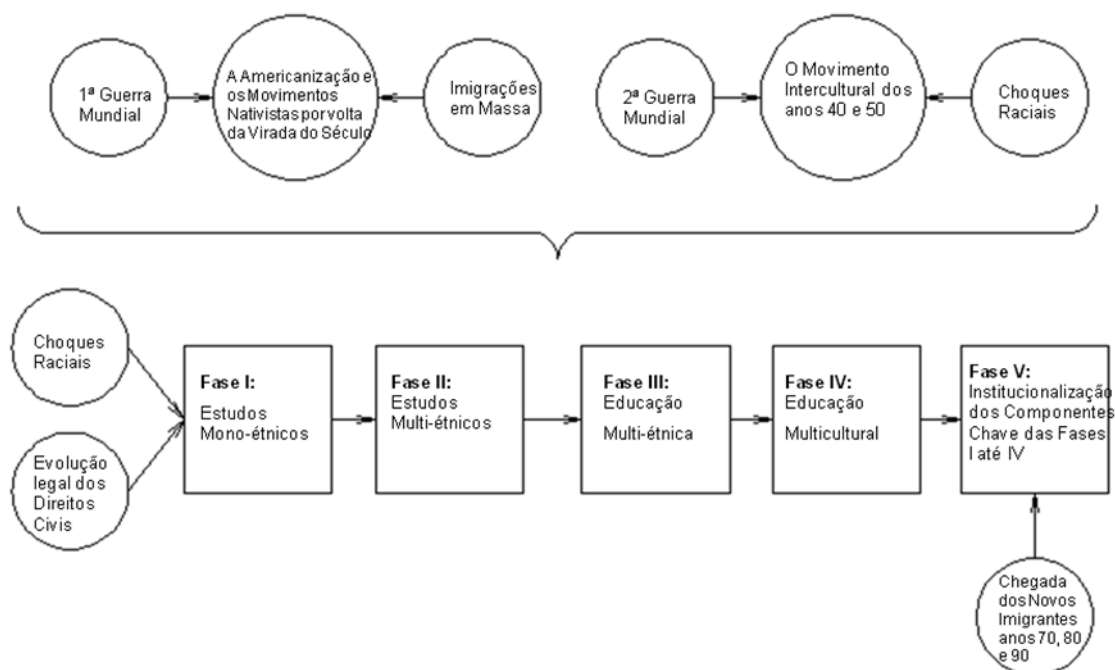 1ª Guerra
Mundial
A Americanização e
os Movimentos
Nativistas por volta
da Virada do Século
Imigrações
em Massa
2ª Guerra
Mundial
O Movimento
Intercultural dos
anos 40 e 50
Choques
Raciais
Choques
Raciais
Evolução
legal dos
Direitos
Civis
Fase I:
Estudos
Mono-étnicos
Fase II:
Estudos
Multi-étnicos
Fase III:
Educação
Multi-étnica
Fase IV:
Educação
Multicultural
Fase V:
Institucionalização
dos Componentes
Chave das Fases
I até IV
Chegada
dos Novos
Imigrantes
anos 70, 80
e 90